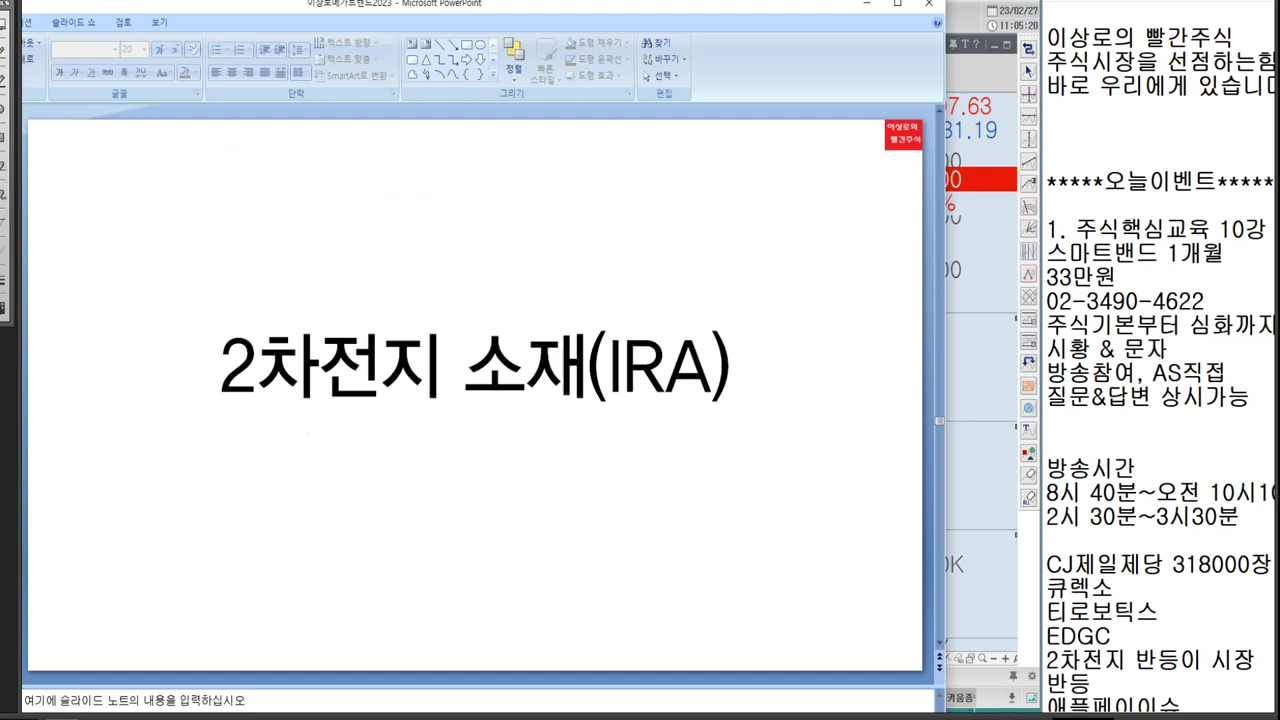 이상로메가트렌드2023 - Microsoft PowerPoint
슬라이드 쇼 검토 보기
20
텍스트 방향
텍스트 맞춤
정렬
빠른
스타일
도형 채우기
도형 윤곽선
도형 효과
찾기
바꾸기
선택
글꼴 단락 그리기 편집
이상로의
빨간주식
2차전지 소재(IRA)
여기에 슬라이드 노트의 내용을 입력하십시오
23/02/27
11:05:20
7.63
31.19
이상로의 빨간주식
주식시장을 선점하는힘
바로 우리에게 있습니
*****오늘이벤트*****
1. 주식핵심교육 10강
스마트밴드 1개월
33만원
02-3490-4622
주식기본부터 심화까지
시황 & 문자
방송참여, AS직접
질문&답변 상시가능
방송시간
8시 40분~오전 10시1
2시 30분~3시30분
CJ제일제당 318000장
큐렉소
티로보틱스
EDGC
2차전지 반등이 시장
반등
애플페이이슈